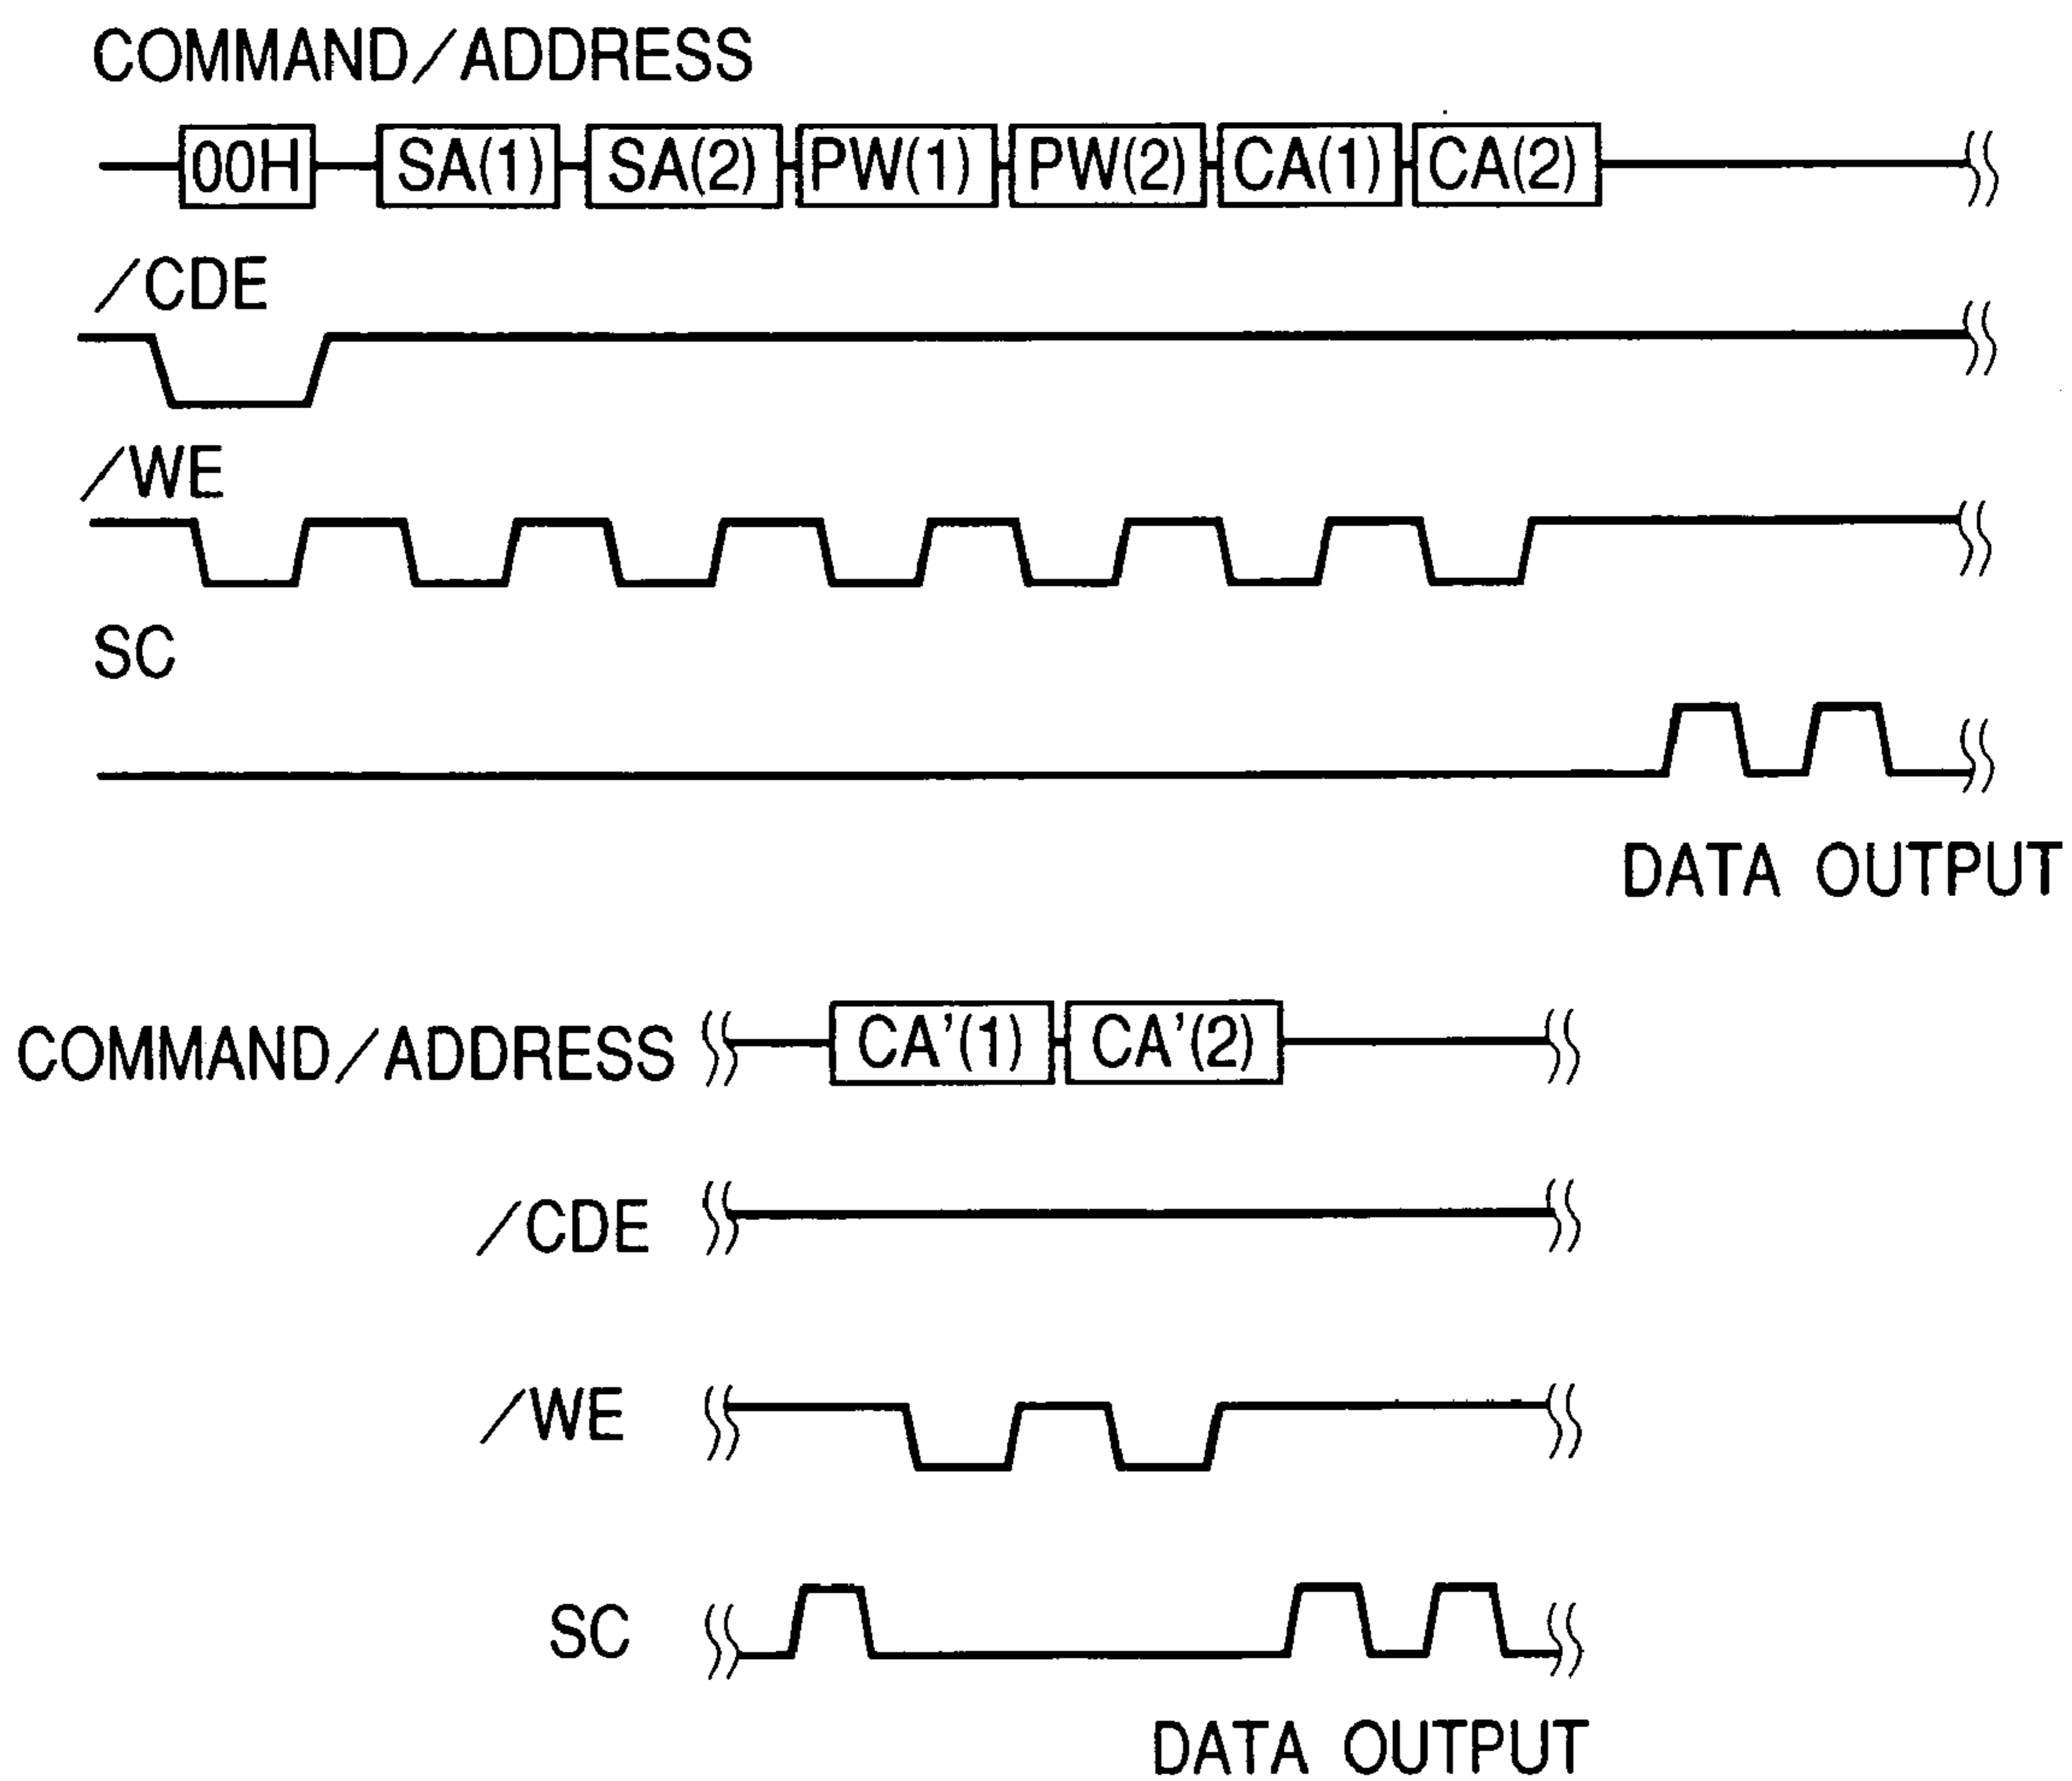 COMMAND/ADDRESS
00H SA(1) SA(2) PW(1) PW(2) CA(1) CA(2)
/CDE
/WE
SC
DATA OUTPUT
COMMAND/ADDRESS CA'(1) CA'(2)
/CDE
/WE
SC
DATA OUTPUT